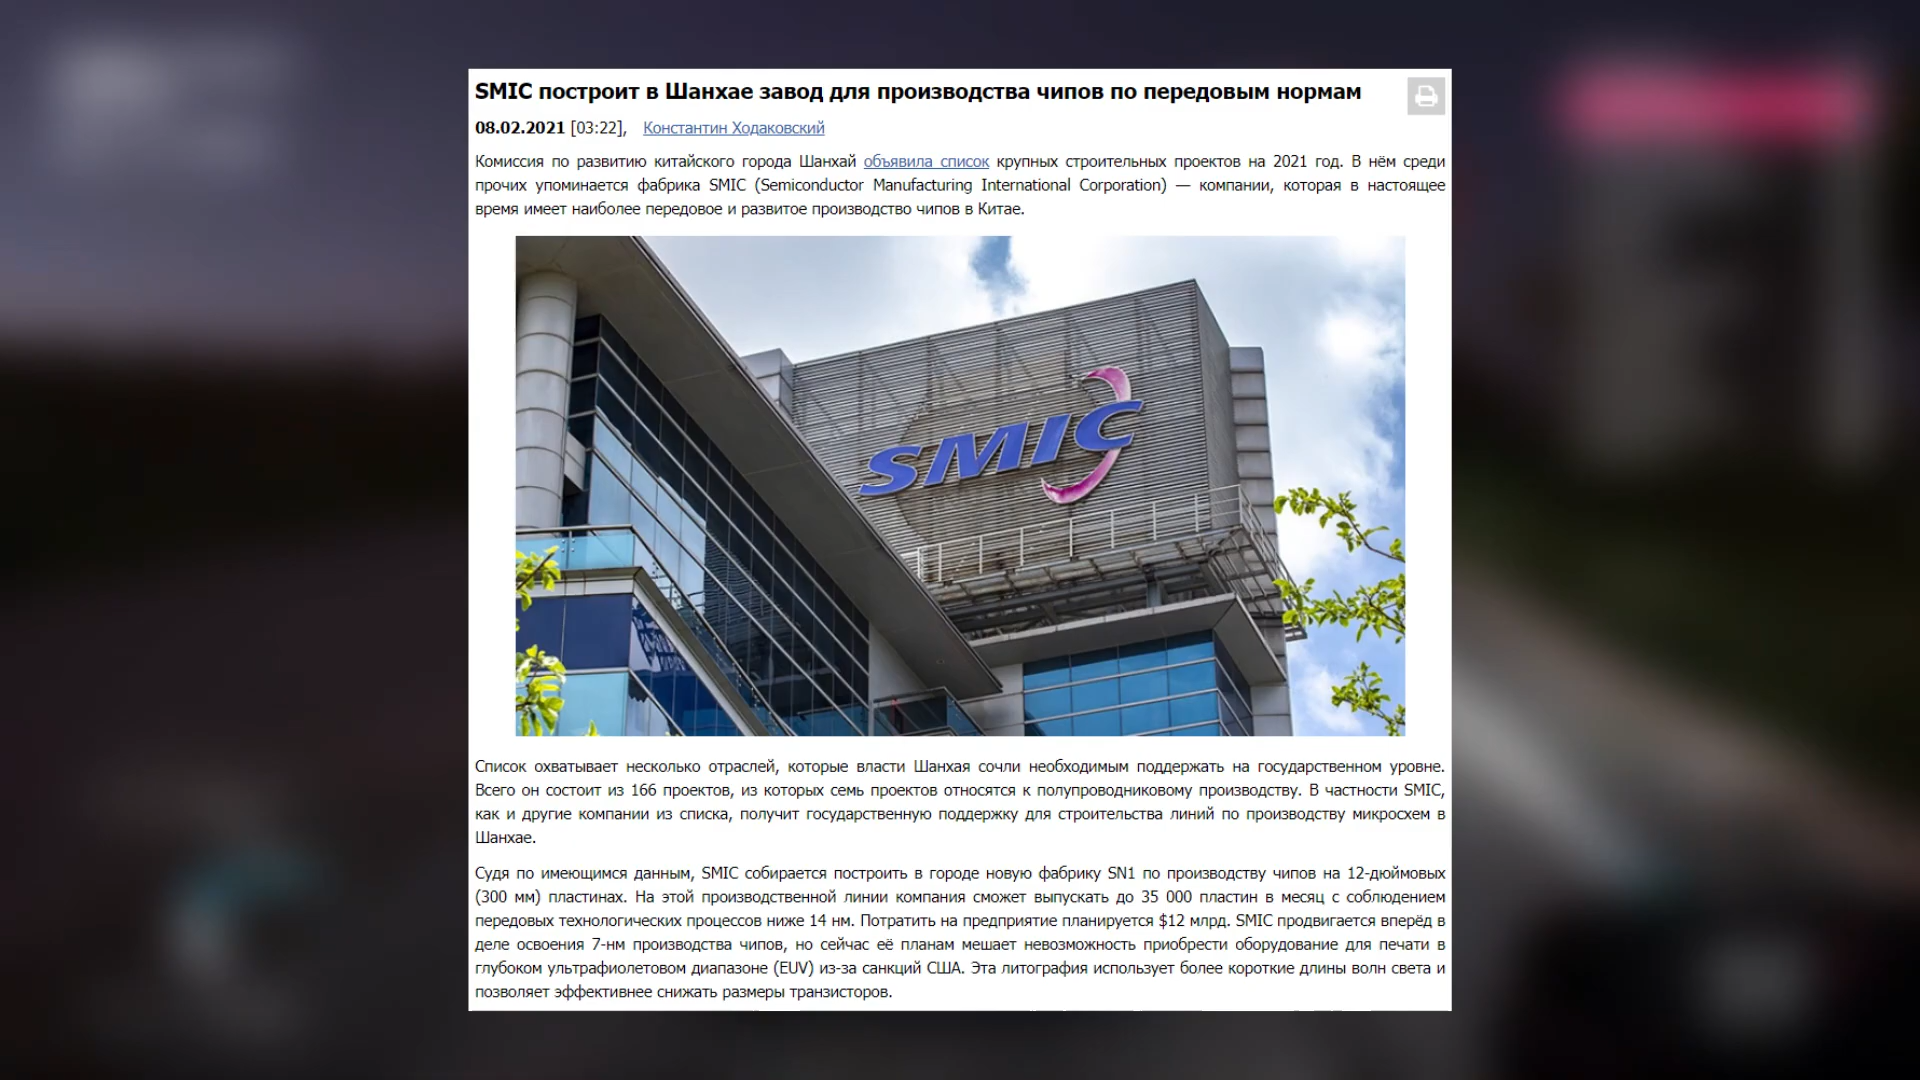 SMIC построит в Шанхае завод для производства чипов по передовым нормам
08.02.2021 [03:22], Константин Ходаковский
Комиссия по развитию китайского города Шанхай объявила список крупных строительных проектов на 2021 год. В нём среди
прочих упоминается фабрика SMIC (Semiconductor Manufacturing International Corporation) — компании, которая в настоящее
время имеет наиболее передовое и развитое производство чипов в Китае.
SMIC
Список охватывает несколько отраслей, которые власти Шанхая сочли необходимым поддержать на государственном уровне.
Всего он состоит из 166 проектов, из которых семь проектов относятся к полупроводниковому производству. В частности SMIC,
как и другие компании из списка, получит государственную поддержку для строительства линий по производству микросхем в
Шанхае.
Судя по имеющимся данным, SMIC собирается построить в городе новую фабрику SN1 по производству чипов на 12-дюймовых
(300 мм) пластинах. На этой производственной линии компания сможет выпускать до 35 000 пластин в месяц с соблюдением
передовых технологических процессов ниже 14 нм. Потратить на предприятие планируется $12 млрд. SMIC продвигается вперёд в
деле освоения 7-нм производства чипов, но сейчас её планам мешает невозможность приобрести оборудование для печати в
глубоком ультрафиолетовом диапазоне (EUV) из-за санкций США. Эта литография использует более короткие длины волн света и
позволяет эффективнее снижать размеры транзисторов.